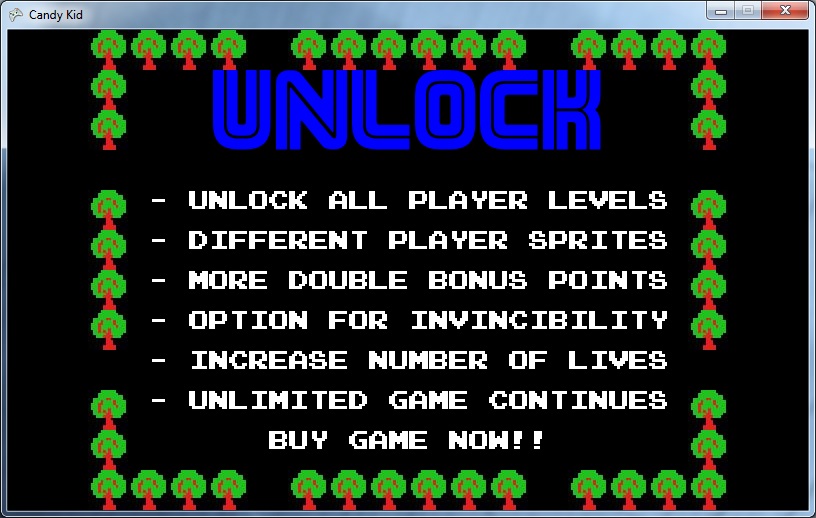 Candy Kid
UNLOCK
- UNLOCK ALL PLAYER LEVELS
- DIFFERENT PLAYER SPRITES
- MORE DOUBLE BONUS POINTS
- OPTION FOR INVINCIBILITY
- INCREASE NUMBER OF LIVES
- UNLIMITED GAME CONTINUES
BUY GAME NOW!!